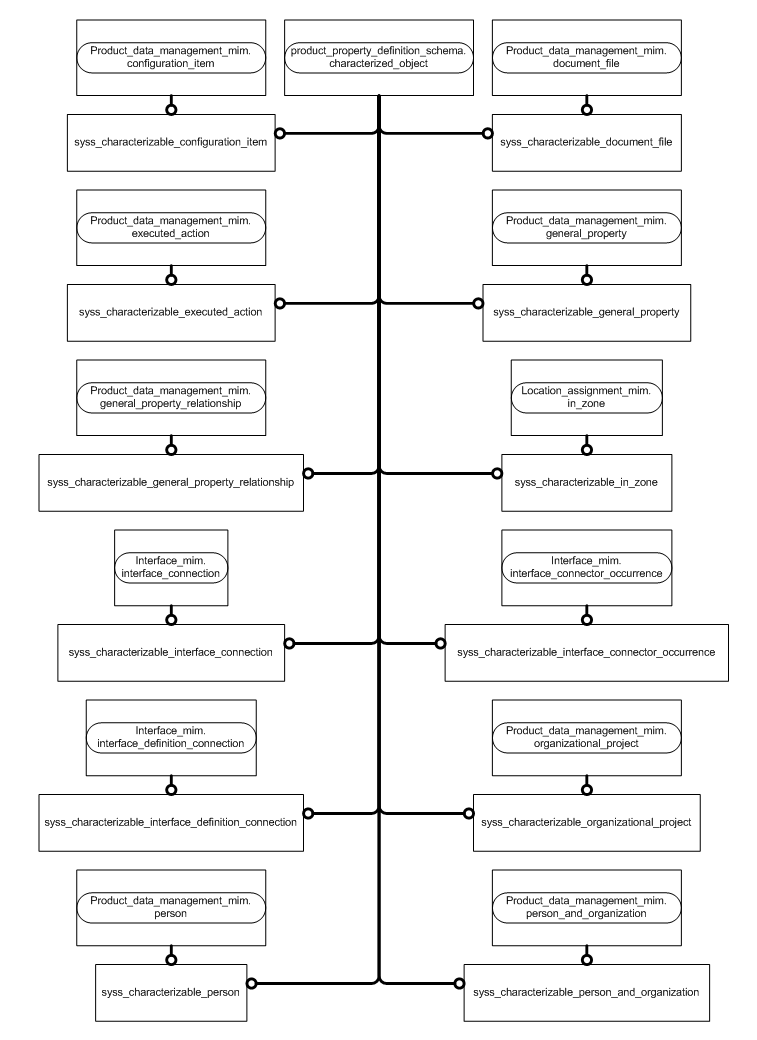 Product_data_management_mim.
configuration_item
product_property_definition_schema.
characterized_object
Product_data_management_mim.
document_file
syss_characterizable_configuration_item
syss_characterizable_document_file
Product_data_management_mim.
executed_action
Product_data_management_mim.
general_property
syss_characterizable_executed_action
syss_characterizable_general_property
Product_data_management_mim.
general_property_relationship
Location_assignment_mim.
in_zone
syss_characterizable_general_property_relationship
syss_characterizable_in_zone
Interface_mim.
interface_connection
Interface_mim.
interface_connector_occurrence
syss_characterizable_interface_connection
syss_characterizable_interface_connector_occurrence
Interface_mim.
interface_definition_connection
Product_data_management_mim.
organizational_project
syss_characterizable_interface_definition_connection
syss_characterizable_organizational_project
Product_data_management_mim.
person
Product_data_management_mim.
person_and_organization
syss_characterizable_person
syss_characterizable_person_and_organization